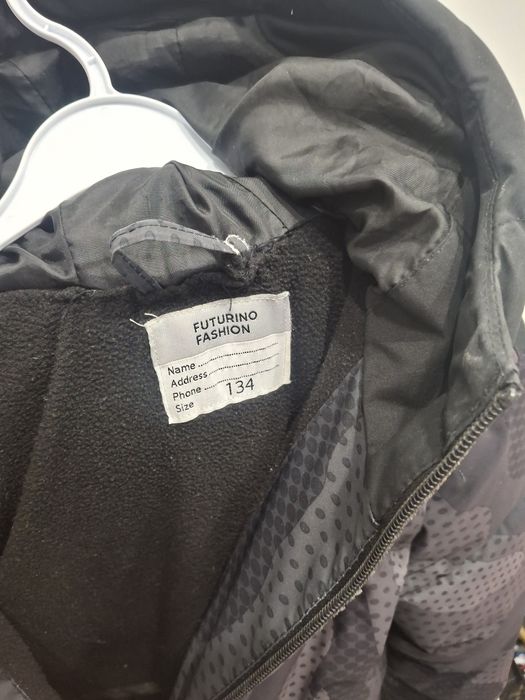 FUTURINO
FASHION
Name
Address
Phone
Size 134